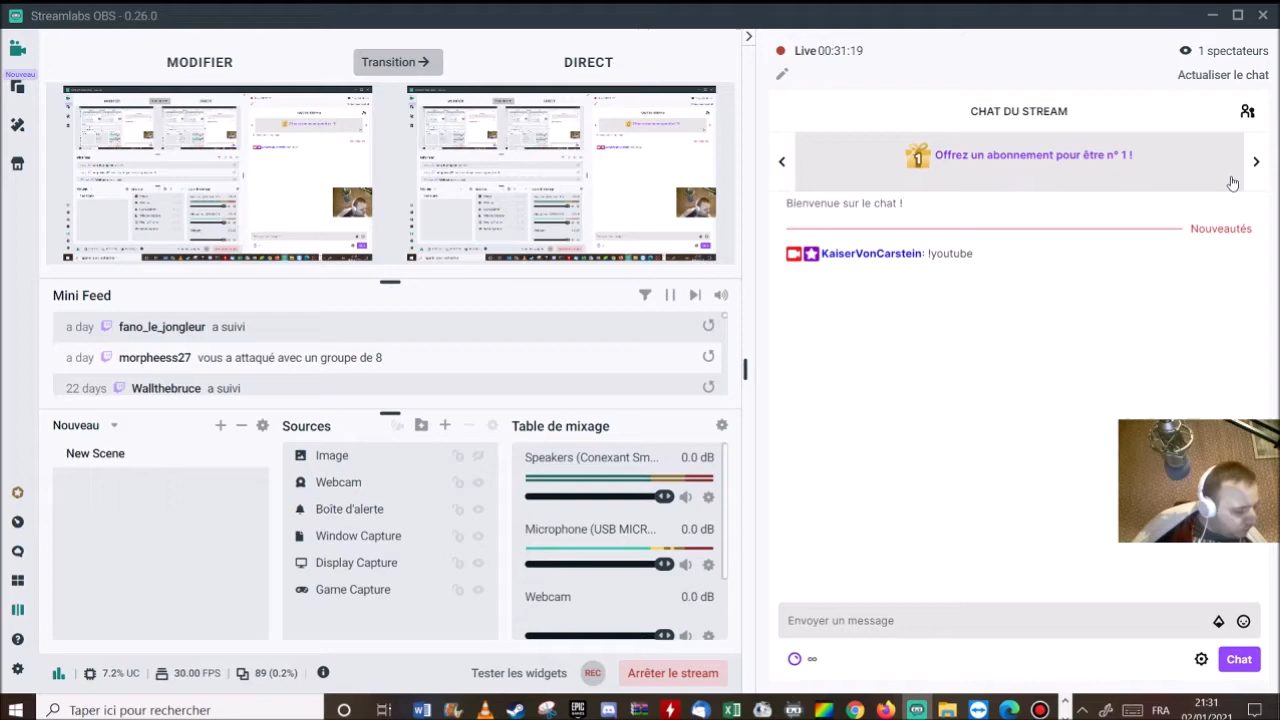 Streamlabs OBS - 0.26.0
Nouveau
MODIFIER
Transition
DIRECT
Mini Feed
a day fano_le_jongleur a suivi
a day morpheess27 vous a attaqué avec un groupe de 8
22 days Wallthebruce a suivi
Nouveau
New Scene
Sources
Image
Webcam
Boîte d'alerte
Window Capture
Display Capture
Game Capture
Table de mixage
Speakers (Conexant Sm... 0.0 dB
Microphone (USB MICR... 0.0 dB
Webcam 0.0 dB
7.2% UC 30.00 FPS 89 (0.2%) Tester les widgets REC Arrêter le stream
Live 00:31:19 1 spectateurs
Actualiser le chat
CHAT DU STREAM
1 Offrez un abonnement pour être nº 1 !
Bienvenue sur le chat !
Nouveautés
KaiserVonCarstein: !youtube
Envoyer un message
∞ Chat
Taper ici pour rechercher
FRA
21:31
02/01/2021